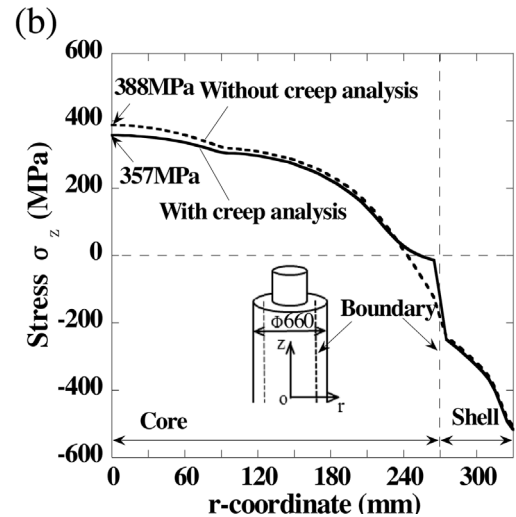 (b)
600
400
200
0
-200
-400
-600
Stress σz (MPa)
388MPa
Without creep analysis
357MPa
With creep analysis
Φ660
Boundary
z
o
r
Core
Shell
0
60
120
180
240
300
r-coordinate (mm)